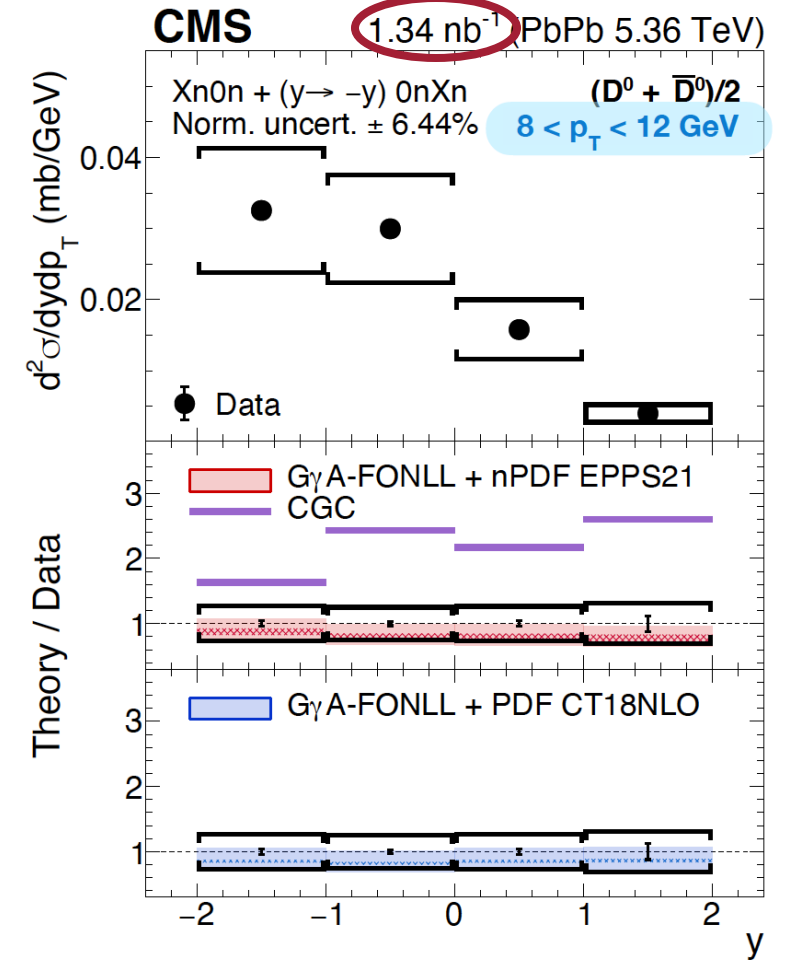 CMS 1.34 nb⁻¹ (PbPb 5.36 TeV)
Xn0n + (y→ −y) 0nXn (D⁰ + D̅⁰)/2
Norm. uncert. ± 6.44% 8 < p_T < 12 GeV
d²σ/dydp_T (mb/GeV)
0.04
0.02
Data
GγA-FONLL + nPDF EPPS21
CGC
3
2
1
Theory / Data
GγA-FONLL + PDF CT18NLO
3
2
1
−2 −1 0 1 2
y